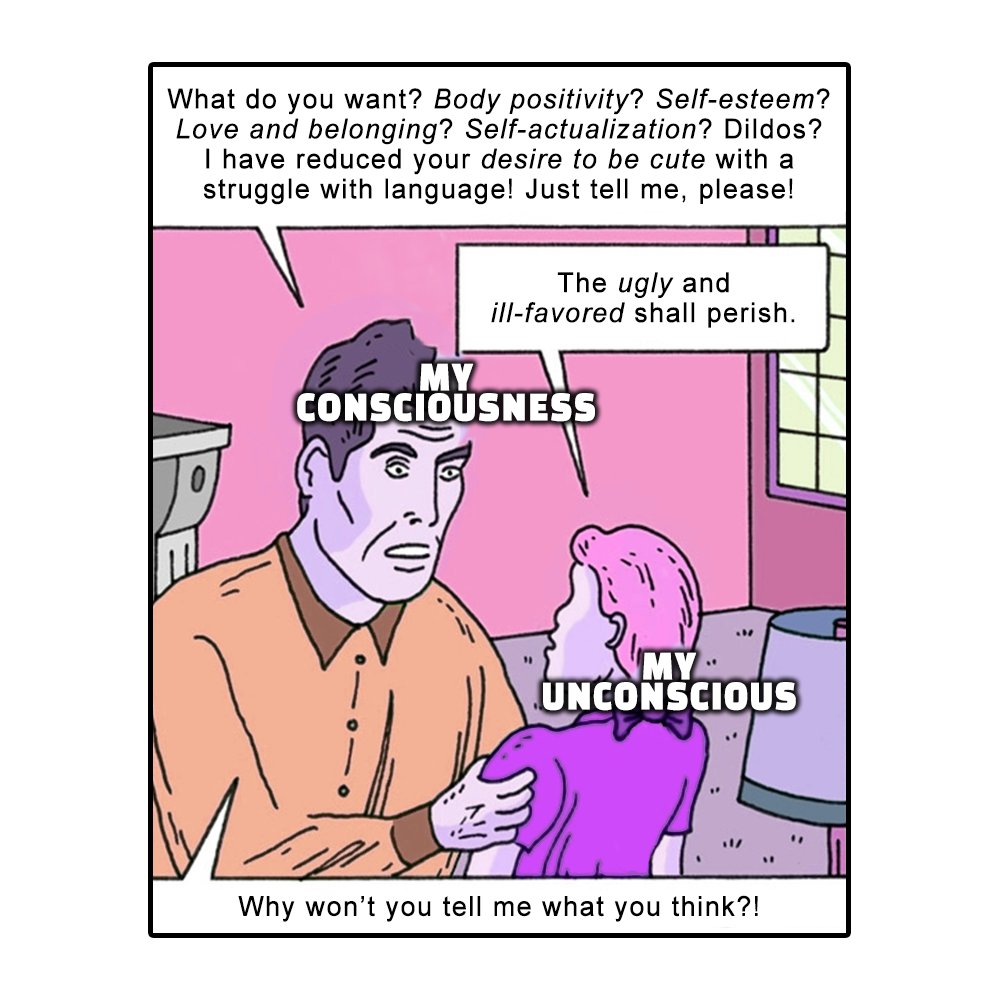 What do you want? Body positivity? Self-esteem?
Love and belonging? Self-actualization? Dildos?
I have reduced your desire to be cute with a
struggle with language! Just tell me, please!
The ugly and
ill-favored shall perish.
MY
CONSCIOUSNESS
MY
UNCONSCIOUS
Why won't you tell me what you think?!